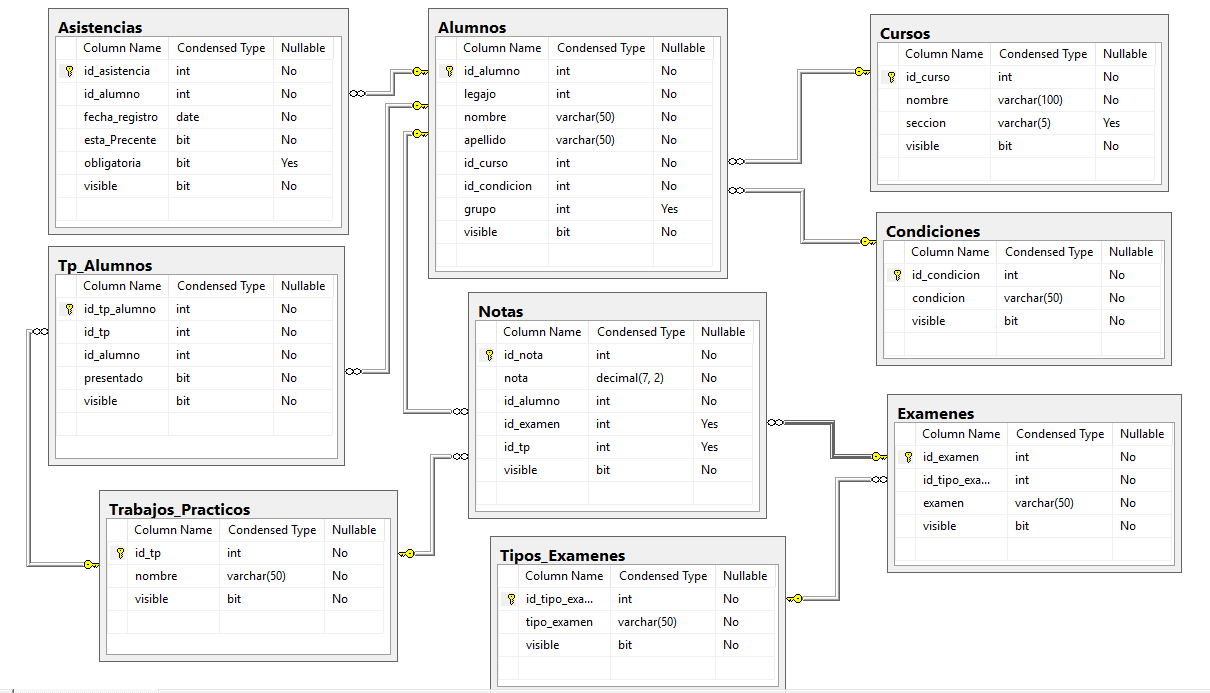 Asistencias
Column Name Condensed Type Nullable
id_asistencia int No
id_alumno int No
fecha_registro date No
esta_Precente bit No
obligatoria bit Yes
visible bit No
Alumnos
Column Name Condensed Type Nullable
id_alumno int No
legajo int No
nombre varchar(50) No
apellido varchar(50) No
id_curso int No
id_condicion int No
grupo int Yes
visible bit No
Cursos
Column Name Condensed Type Nullable
id_curso int No
nombre varchar(100) No
seccion varchar(5) Yes
visible bit No
Condiciones
Column Name Condensed Type Nullable
id_condicion int No
condicion varchar(50) No
visible bit No
Tp_Alumnos
Column Name Condensed Type Nullable
id_tp_alumno int No
id_tp int No
id_alumno int No
presentado bit No
visible bit No
Notas
Column Name Condensed Type Nullable
id_nota int No
nota decimal(7, 2) No
id_alumno int No
id_examen int Yes
id_tp int Yes
visible bit No
Examenes
Column Name Condensed Type Nullable
id_examen int No
id_tipo_exa... int No
examen varchar(50) No
visible bit No
Trabajos_Practicos
Column Name Condensed Type Nullable
id_tp int No
nombre varchar(50) No
visible bit No
Tipos_Examenes
Column Name Condensed Type Nullable
id_tipo_exa... int No
tipo_examen varchar(50) No
visible bit No